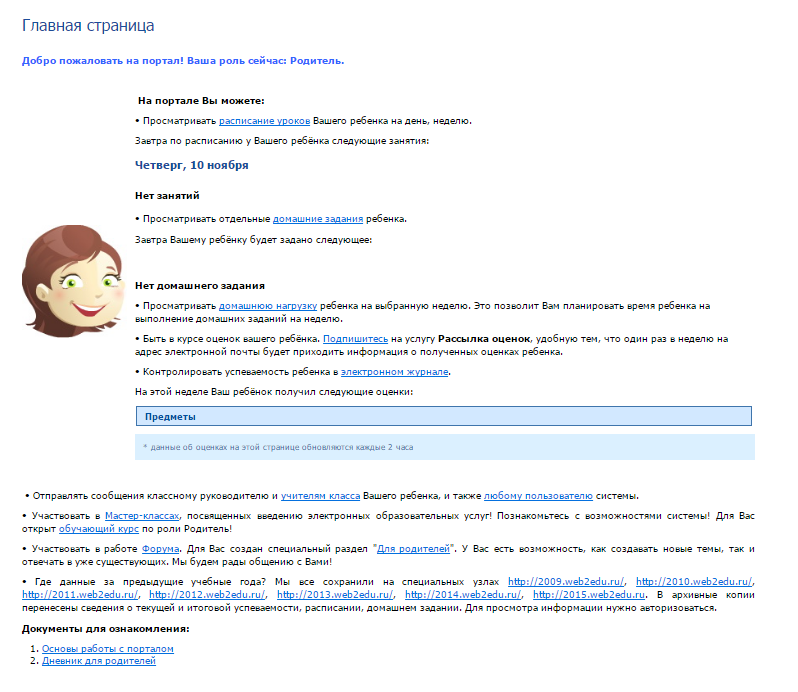 Главная страница
Добро пожаловать на портал! Ваша роль сейчас: Родитель.
На портале Вы можете:
• Просматривать расписание уроков Вашего ребенка на день, неделю.
Завтра по расписанию у Вашего ребёнка следующие занятия:
Четверг, 10 ноября
Нет занятий
• Просматривать отдельные домашние задания ребенка.
Завтра Вашему ребёнку будет задано следующее:
Нет домашнего задания
• Просматривать домашнюю нагрузку ребенка на выбранную неделю. Это позволит Вам планировать время ребенка на
выполнение домашних заданий на неделю.
• Быть в курсе оценок вашего ребёнка. Подпишитесь на услугу Рассылка оценок, удобную тем, что один раз в неделю на
адрес электронной почты будет приходить информация о полученных оценках ребенка.
• Контролировать успеваемость ребенка в электронном журнале.
На этой неделе Ваш ребёнок получил следующие оценки:
Предметы
* данные об оценках на этой странице обновляются каждые 2 часа
• Отправлять сообщения классному руководителю и учителям класса Вашего ребенка, и также любому пользователю системы.
• Участвовать в Мастер-классах, посвященных введению электронных образовательных услуг! Познакомьтесь с возможностями системы! Для Вас
открыт обучающий курс по роли Родитель!
• Участвовать в работе Форума. Для Вас создан специальный раздел "Для родителей". У Вас есть возможность, как создавать новые темы, так и
отвечать в уже существующих. Мы будем рады общению с Вами!
• Где данные за предыдущие учебные года? Мы все сохранили на специальных узлах http://2009.web2edu.ru/, http://2010.web2edu.ru/,
http://2011.web2edu.ru/, http://2012.web2edu.ru/, http://2013.web2edu.ru/, http://2014.web2edu.ru/, http://2015.web2edu.ru. В архивные копии
перенесены сведения о текущей и итоговой успеваемости, расписании, домашнем задании. Для просмотра информации нужно авторизоваться.
Документы для ознакомления:
1. Основы работы с порталом
2. Дневник для родителей